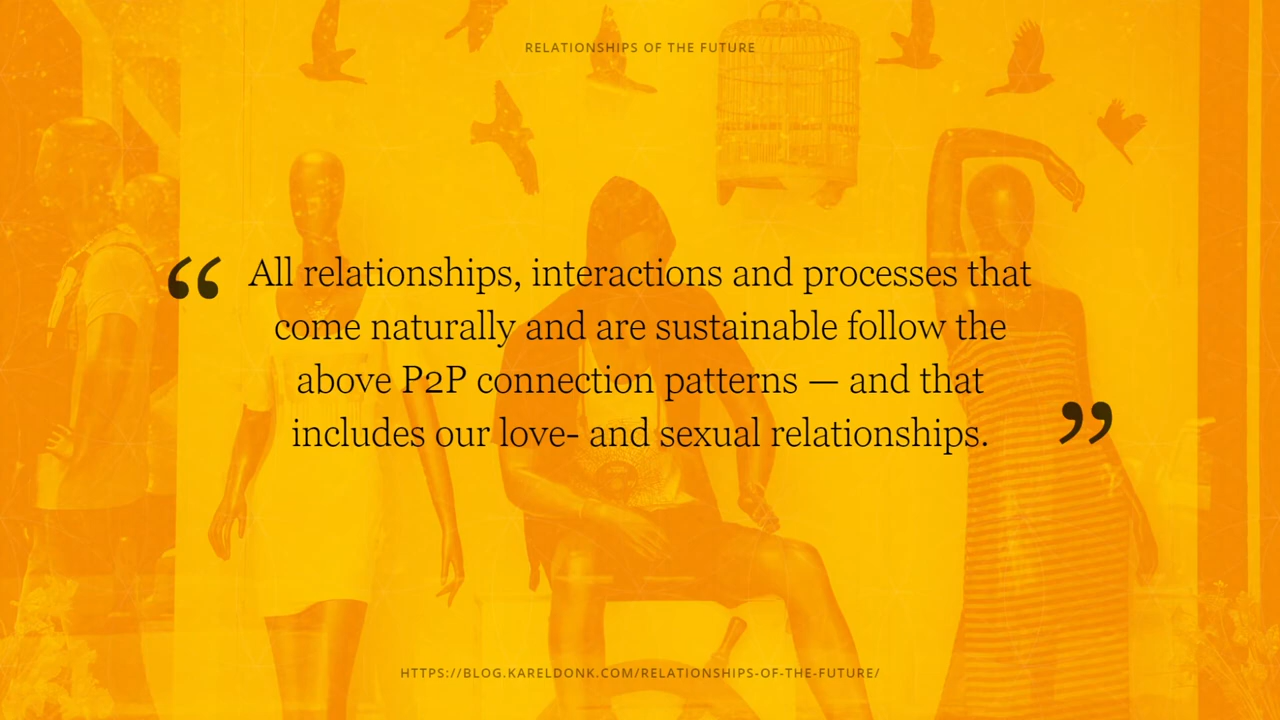 RELATIONSHIPS OF THE FUTURE
“ All relationships, interactions and processes that
come naturally and are sustainable follow the
above P2P connection patterns — and that
includes our love- and sexual relationships. ”
HTTPS://BLOG.KARELDONK.COM/RELATIONSHIPS-OF-THE-FUTURE/